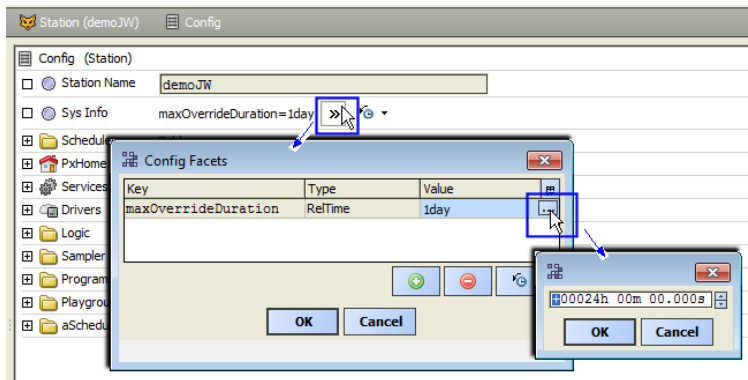 Station (demoJW) Config
Config (Station)
Station Name demoJW
Sys Info maxOverrideDuration=1day »
Schedule
PxHome
Services
Drivers
Logic
Sampler
Program
Playgrou
aSchedu
Config Facets
Key Type Value
maxOverrideDuration RelTime 1day ...
OK Cancel
+00024h 00m 00.000s
OK Cancel